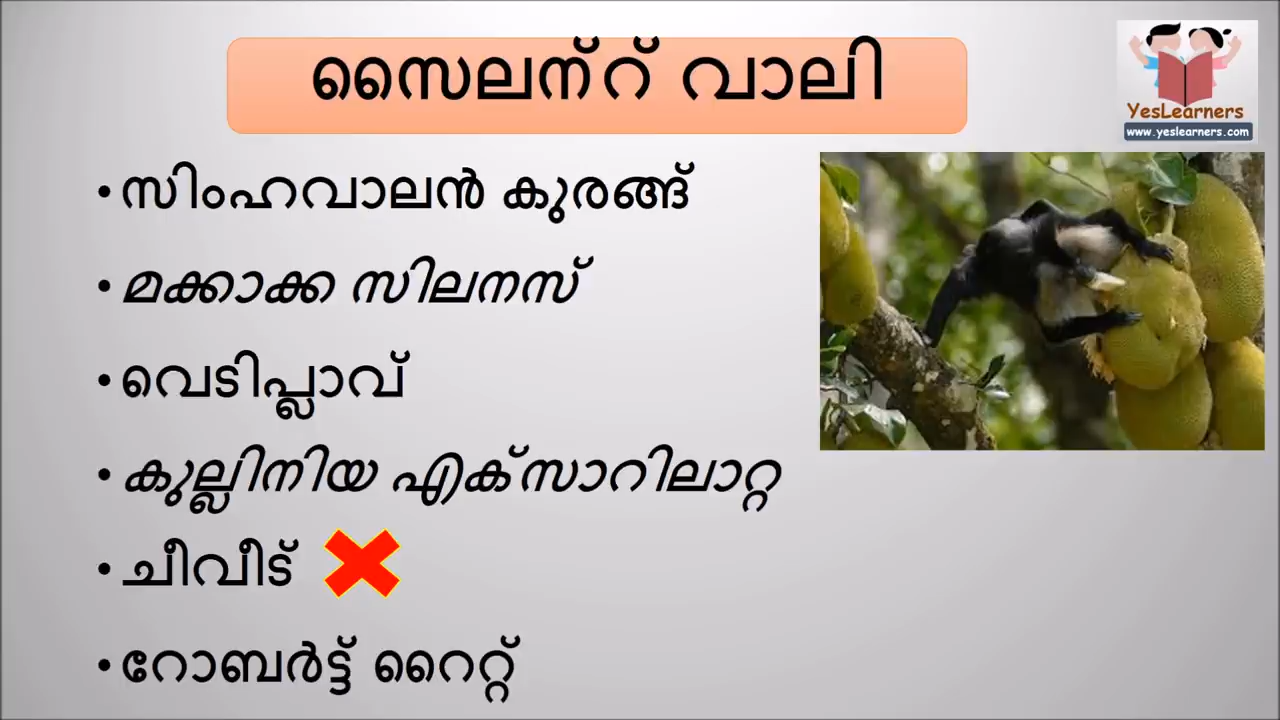 സൈലന്റ് വാലി
YesLearners
www.yeslearners.com
• സിംഹവാലൻ കുരങ്ങ്
• മക്കാക്ക സിലനസ്
• വെടിപ്ലാവ്
• കുല്ലിനിയ എക്സാറിലാറ്റ
• ചീവീട്
• റോബർട്ട് റൈറ്റ്